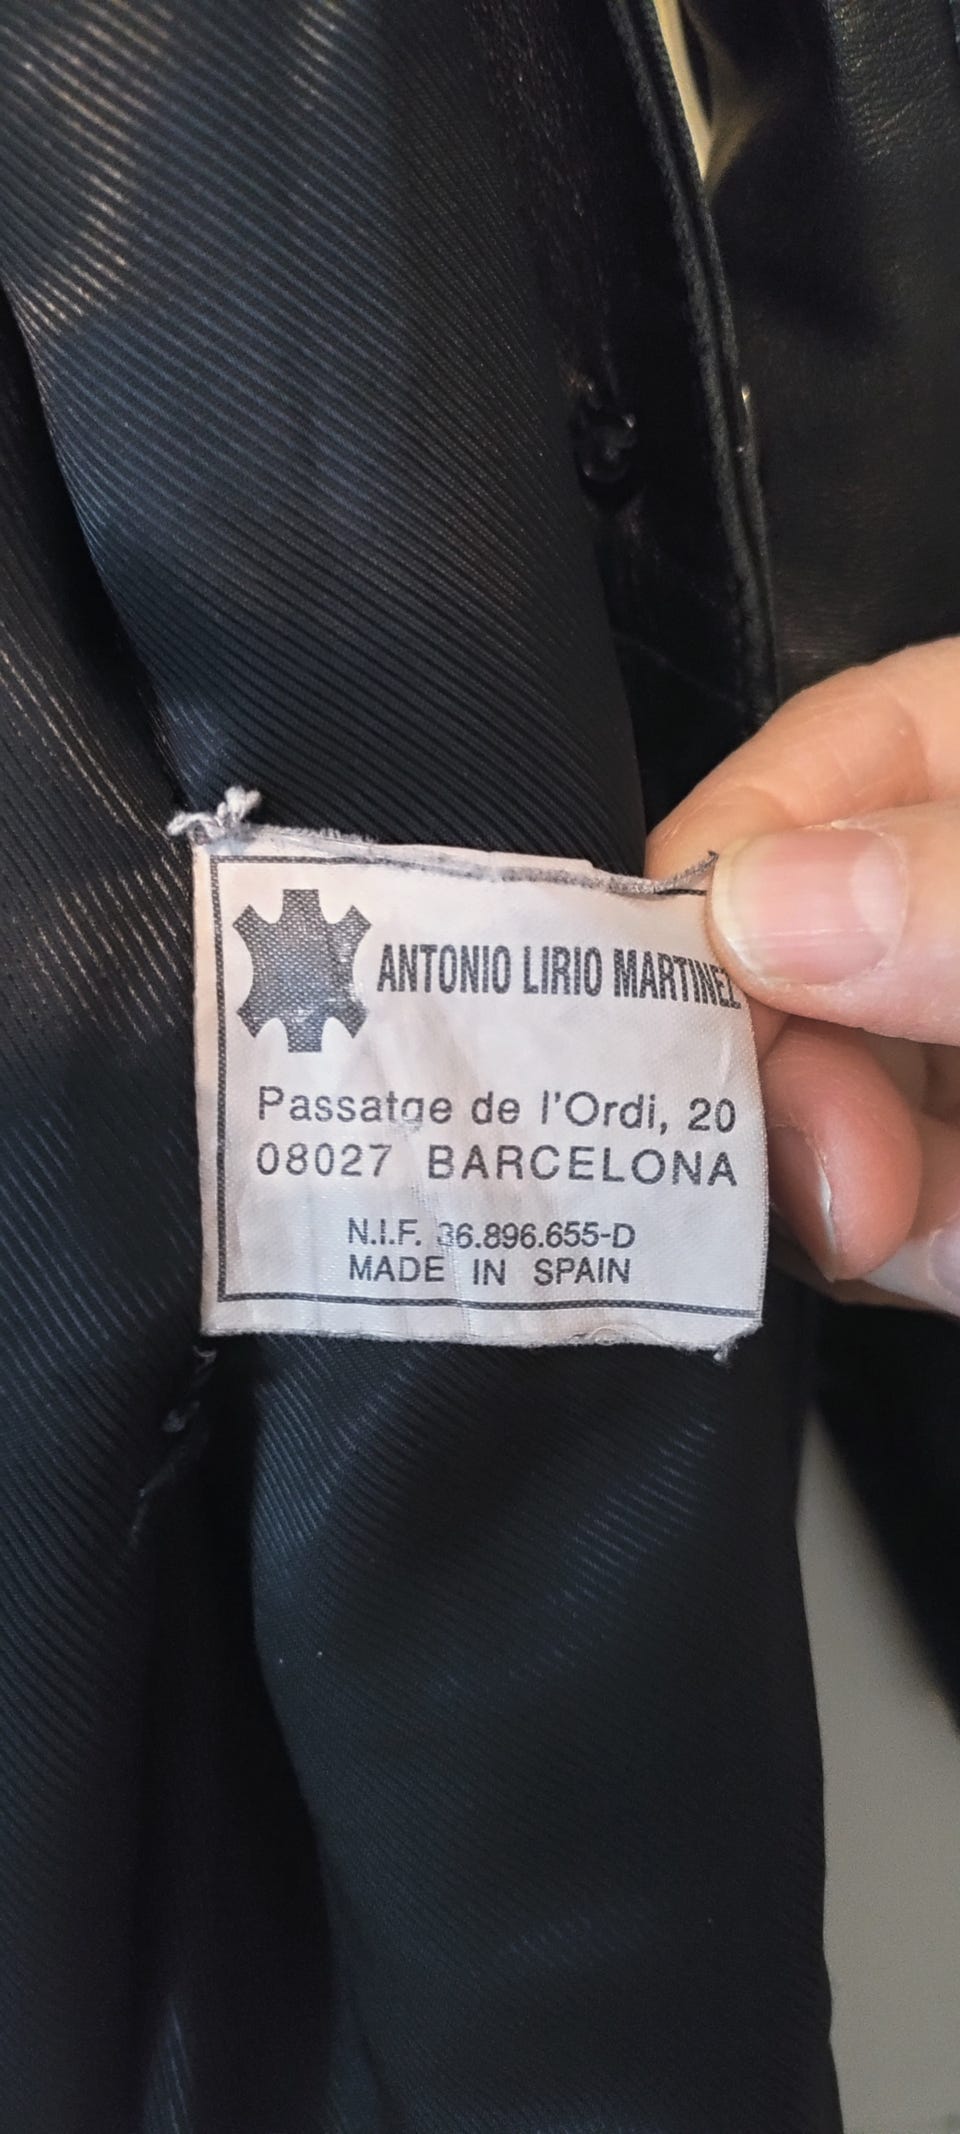 ANTONIO LIRIO MARTINEZ
Passatge de l'Ordi, 20
08027 BARCELONA
N.I.F. 36.896.655-D
MADE IN SPAIN